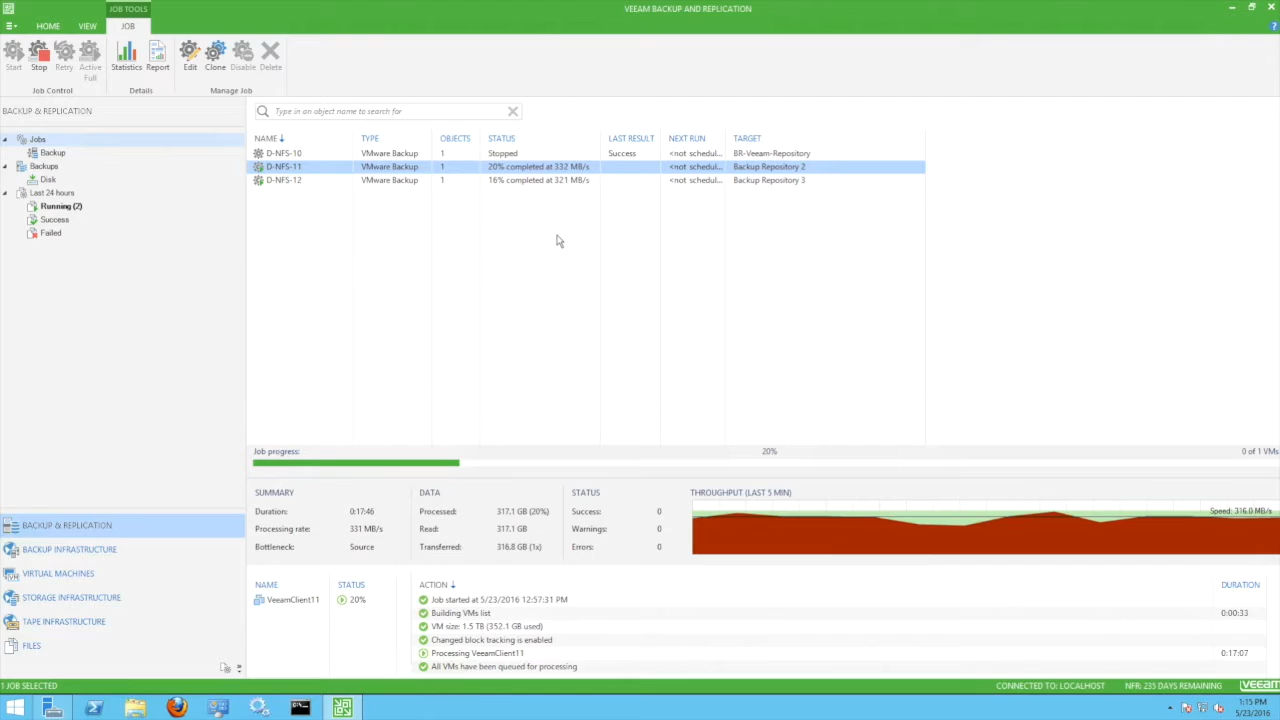 JOB TOOLS
VEEAM BACKUP AND REPLICATION
HOME VIEW JOB
Start Stop Retry Active Full Statistics Report Edit Clone Disable Delete
Job Control Details Manage Job
BACKUP & REPLICATION
Type in an object name to search for
Jobs
Backup
Backups
Disk
Last 24 hours
Running (2)
Success
Failed
NAME TYPE OBJECTS STATUS LAST RESULT NEXT RUN TARGET
D-NFS-10 VMware Backup 1 Stopped Success <not schedul... BR-Veeam-Repository
D-NFS-11 VMware Backup 1 20% completed at 332 MB/s <not schedul... Backup Repository 2
D-NFS-12 VMware Backup 1 16% completed at 321 MB/s <not schedul... Backup Repository 3
Job progress: 20% 0 of 1 VMs
SUMMARY DATA STATUS THROUGHPUT (LAST 5 MIN)
Duration: 0:17:46 Processed: 317.1 GB (20%) Success: 0 Speed: 316.0 MB/s
Processing rate: 331 MB/s Read: 317.1 GB Warnings: 0
Bottleneck: Source Transferred: 316.8 GB (1x) Errors: 0
BACKUP & REPLICATION
BACKUP INFRASTRUCTURE
VIRTUAL MACHINES
STORAGE INFRASTRUCTURE
TAPE INFRASTRUCTURE
FILES
NAME STATUS ACTION DURATION
VeeamClient11 20% Job started at 5/23/2016 12:57:31 PM
Building VMs list 0:00:33
VM size: 1.5 TB (352.1 GB used)
Changed block tracking is enabled
Processing VeeamClient11 0:17:07
All VMs have been queued for processing
1 JOB SELECTED CONNECTED TO: LOCALHOST NFR: 235 DAYS REMAINING VEEAM
1:15 PM
5/23/2016